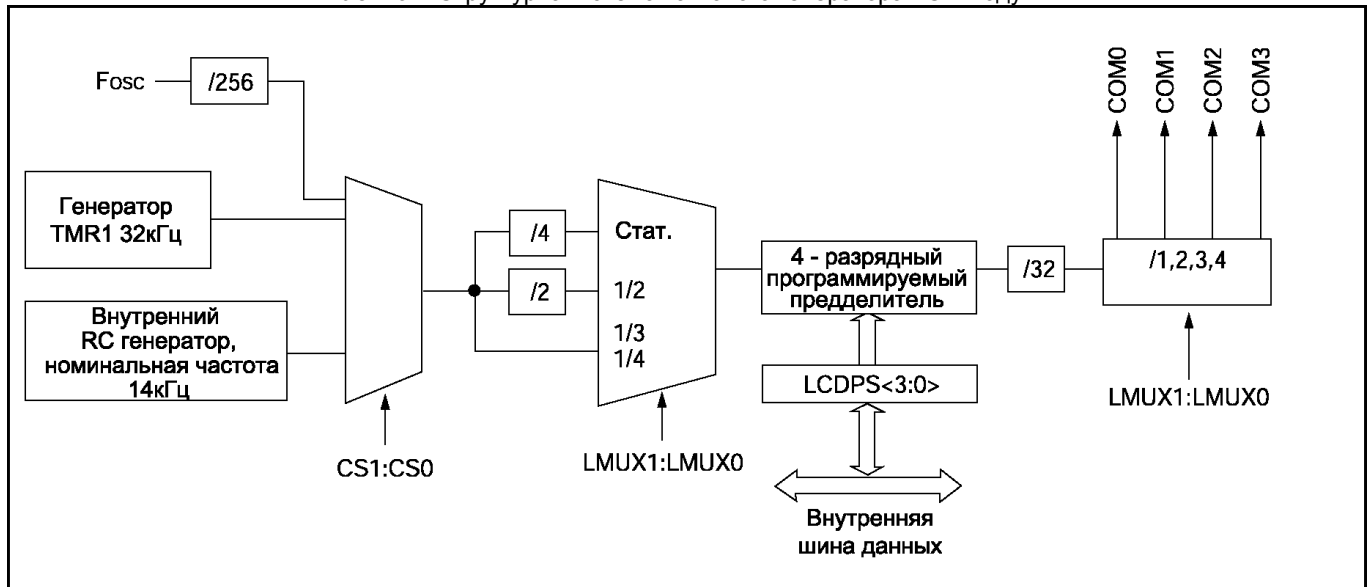 Fosc
/256
COM0
COM1
COM2
COM3
Генератор
TMR1 32кГц
/4
Стат.
/2
1/2
1/3
1/4
4 - разрядный
программируемый
предделитель
/32
/1,2,3,4
Внутренний
RC генератор,
номинальная частота
14кГц
LCDPS<3:0>
CS1:CS0
LMUX1:LMUX0
LMUX1:LMUX0
Внутренняя
шина данных